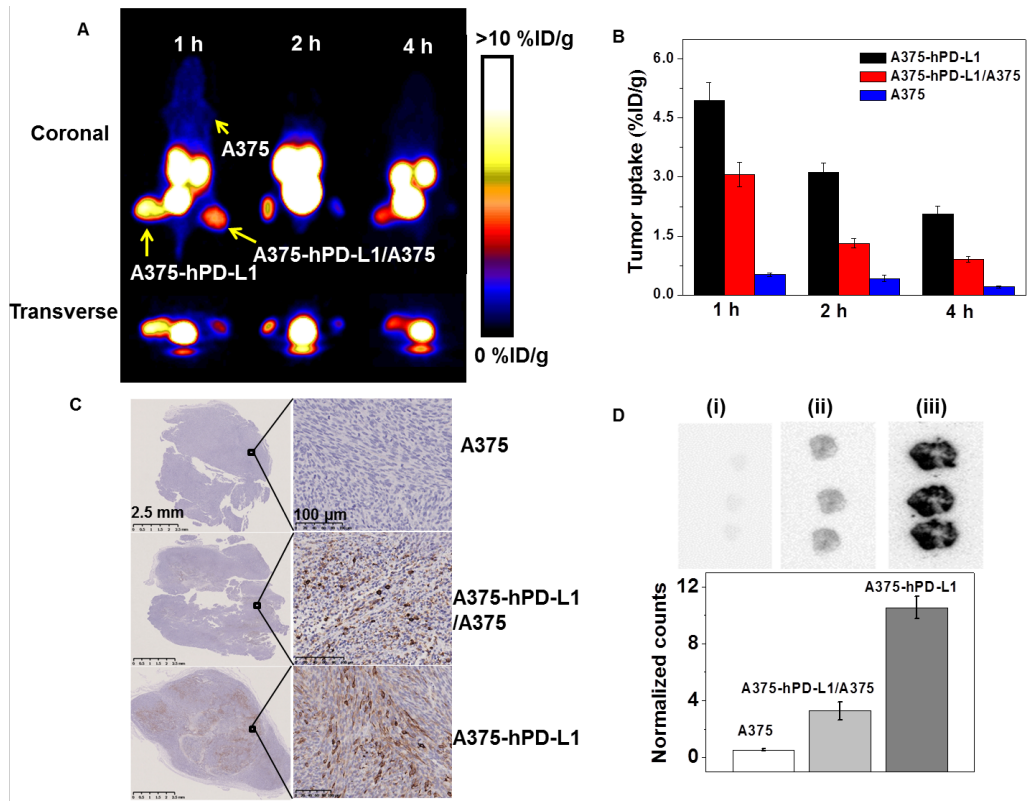 A
1 h
2 h
4 h
>10 %ID/g
Coronal
A375
A375-hPD-L1/A375
A375-hPD-L1
Transverse
0 %ID/g
B
Tumor uptake (%ID/g)
6.0
4.5
3.0
1.5
0.0
A375-hPD-L1
A375-hPD-L1/A375
A375
1 h
2 h
4 h
C
2.5 mm
100 μm
A375
A375-hPD-L1
/A375
A375-hPD-L1
D
(i)
(ii)
(iii)
Normalized counts
12
8
4
0
A375
A375-hPD-L1/A375
A375-hPD-L1